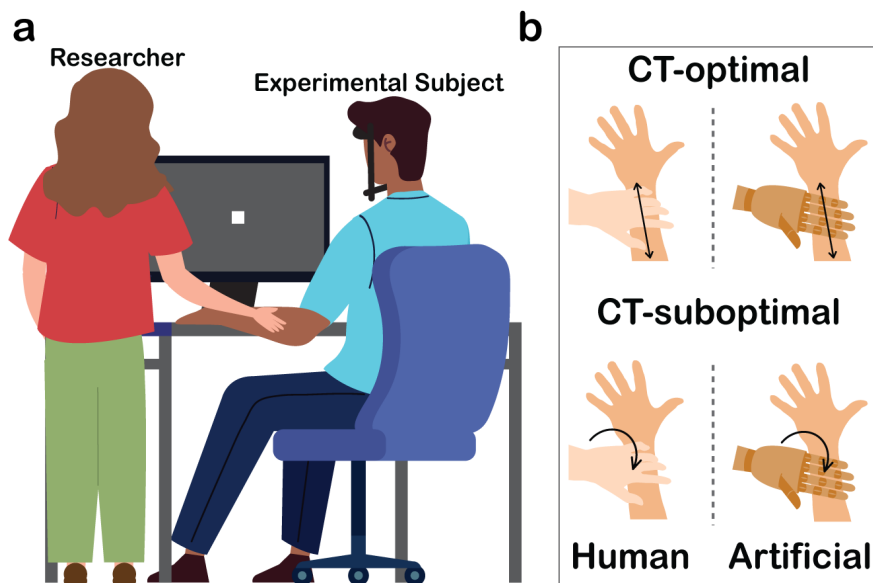 a
Researcher
Experimental Subject
b
CT-optimal
CT-suboptimal
Human
Artificial